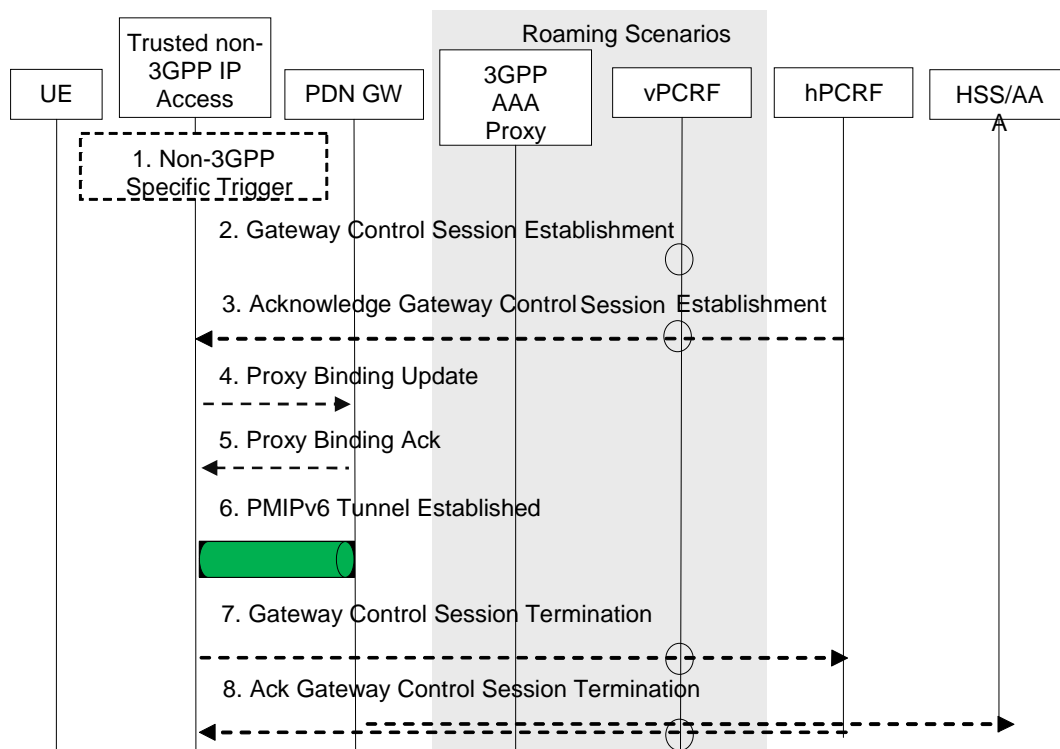 Roaming Scenarios
UE
Trusted non-
3GPP IP
Access
PDN GW
3GPP
AAA
Proxy
vPCRF
hPCRF
HSS/AA
A
1. Non-3GPP
Specific Trigger
2. Gateway Control Session Establishment
3. Acknowledge Gateway Control Session Establishment
4. Proxy Binding Update
5. Proxy Binding Ack
6. PMIPv6 Tunnel Established
7. Gateway Control Session Termination
8. Ack Gateway Control Session Termination